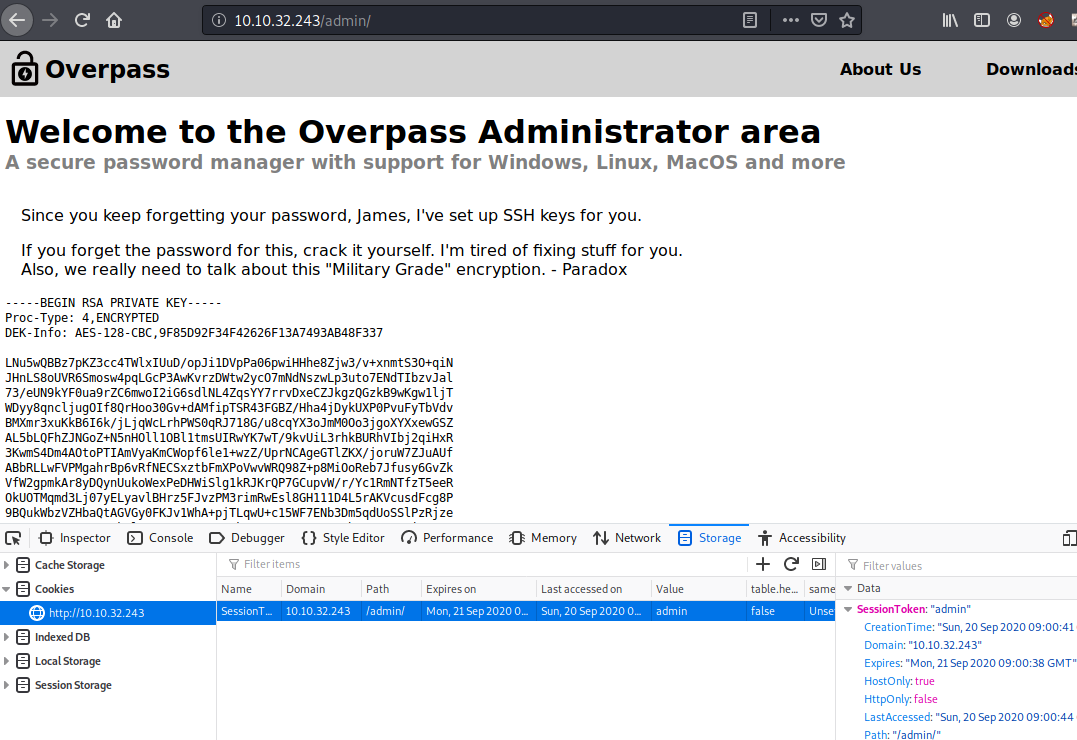 10.10.32.243/admin/
Overpass
About Us
Downloads
Welcome to the Overpass Administrator area
A secure password manager with support for Windows, Linux, MacOS and more
Since you keep forgetting your password, James, I've set up SSH keys for you.
If you forget the password for this, crack it yourself. I'm tired of fixing stuff for you.
Also, we really need to talk about this "Military Grade" encryption. - Paradox
-----BEGIN RSA PRIVATE KEY-----
Proc-Type: 4,ENCRYPTED
DEK-Info: AES-128-CBC,9F85D92F34F42626F13A7493AB48F337
LNu5wQBBz7pKZ3cc4TWlxIUuD/opJi1DVpPa06pwiHHhe8Zjw3/v+xnmtS3O+qiN
JHnLS8oUVR6Smosw4pqLGcP3AwKvrzDWtw2ycO7mNdNszwLp3uto7ENdTIbzvJal
73/eUN9kYF0ua9rZC6mwoI2iG6sdlNL4ZqsYY7rrvDxeCZJkgzQGzkB9wKgw1ljT
WDyy8qncljugOIf8QrHoo30Gv+dAMfipTSR43FGBZ/Hha4jDykUXP0PvuFyTbVdv
BMXmr3xuKkB6I6k/jLjqWcLrhPWS0qRJ718G/u8cqYX3oJmM0Oo3jgoXYXxewGSZ
AL5bLQFhZJNGoZ+N5nHOll1OBl1tmsUIRwYK7wT/9kvUiL3rhkBURhVIbj2qiHxR
3KwmS4Dm4AOtoPTIAmVyaKmCWopf6le1+wzZ/UprNCAgeGTlZKX/joruW7ZJuAUf
ABbRLLwFVPMgahrBp6vRfNECSxztbFmXPoVwvWRQ98Z+p8MiOoReb7Jfusy6GvZk
VfW2gpmkAr8yDQynUukoWexPeDHWiSlg1kRJKrQP7GCupvW/r/Yc1RmNTfzT5eeR
OkUOTMqmd3Lj07yELyavlBHrz5FJvzPM3rimRwEsl8GH111D4L5rAKVcusdFcg8P
9BQukWbzVZHbaQtAGVGy0FKJv1WhA+pjTLqwU+c15WF7ENb3Dm5qdUoSSlPzRjze
Inspector
Console
Debugger
Style Editor
Performance
Memory
Network
Storage
Accessibility
Cache Storage
Cookies
http://10.10.32.243
Indexed DB
Local Storage
Session Storage
Filter items
Name Domain Path Expires on Last accessed on Value table.he... same
SessionT... 10.10.32.243 /admin/ Mon, 21 Sep 2020 0... Sun, 20 Sep 2020 0... admin false Unse
Filter values
Data
SessionToken: "admin"
CreationTime: "Sun, 20 Sep 2020 09:00:41
Domain: "10.10.32.243"
Expires: "Mon, 21 Sep 2020 09:00:38 GMT"
HostOnly: true
HttpOnly: false
LastAccessed: "Sun, 20 Sep 2020 09:00:44
Path: "/admin/"